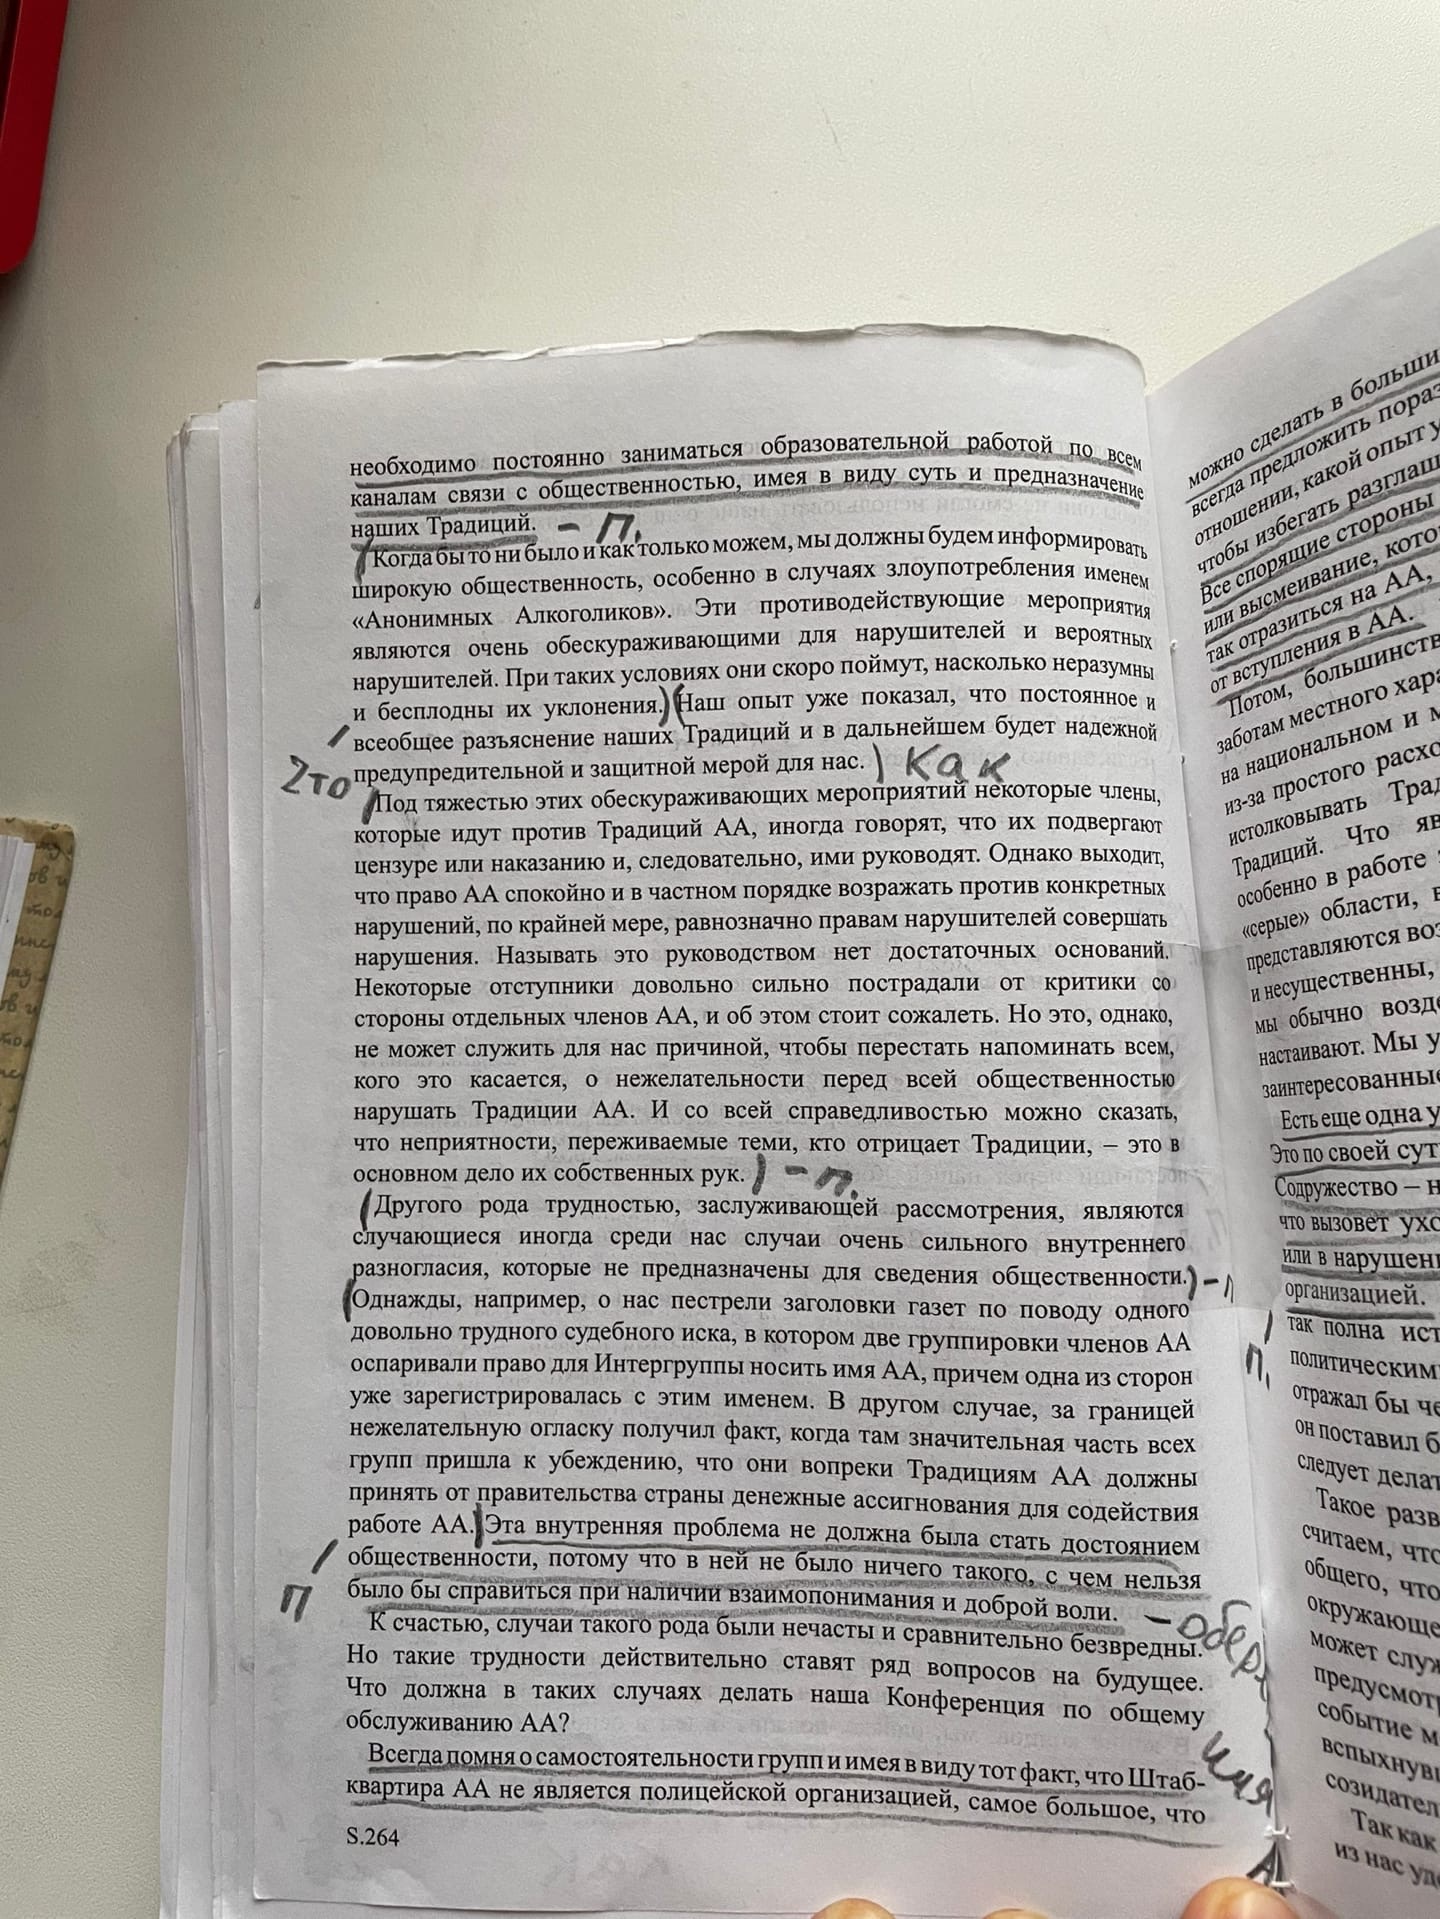 необходимо постоянно заниматься образовательной работой по всем
каналам связи с общественностью, имея в виду суть и предназначение
наших Традиций. – П.
Когда бы то ни было и как только можем, мы должны будем информировать
широкую общественность, особенно в случаях злоупотребления именем
«Анонимных Алкоголиков». Эти противодействующие мероприятия
являются очень обескураживающими для нарушителей и вероятных
нарушителей. При таких условиях они скоро поймут, насколько неразумны
и бесплодны их уклонения.) (Наш опыт уже показал, что постоянное и
всеобщее разъяснение наших Традиций и в дальнейшем будет надежной
предупредительной и защитной мерой для нас. ) Как
2то
Под тяжестью этих обескураживающих мероприятий некоторые члены,
которые идут против Традиций АА, иногда говорят, что их подвергают
цензуре или наказанию и, следовательно, ими руководят. Однако выходит,
что право АА спокойно и в частном порядке возражать против конкретных
нарушений, по крайней мере, равнозначно правам нарушителей совершать
нарушения. Называть это руководством нет достаточных оснований.
Некоторые отступники довольно сильно пострадали от критики со
стороны отдельных членов АА, и об этом стоит сожалеть. Но это, однако,
не может служить для нас причиной, чтобы перестать напоминать всем,
кого это касается, о нежелательности перед всей общественностью
нарушать Традиции АА. И со всей справедливостью можно сказать,
что неприятности, переживаемые теми, кто отрицает Традиции, – это в
основном дело их собственных рук. ) – п.
(Другого рода трудностью, заслуживающей рассмотрения, являются
случающиеся иногда среди нас случаи очень сильного внутреннего
разногласия, которые не предназначены для сведения общественности.) – п
(Однажды, например, о нас пестрели заголовки газет по поводу одного
довольно трудного судебного иска, в котором две группировки членов АА
оспаривали право для Интергруппы носить имя АА, причем одна из сторон
уже зарегистрировалась с этим именем. В другом случае, за границей
нежелательную огласку получил факт, когда там значительная часть всех
групп пришла к убеждению, что они вопреки Традициям АА должны
принять от правительства страны денежные ассигнования для содействия
работе АА.) Эта внутренняя проблема не должна была стать достоянием
общественности, потому что в ней не было ничего такого, с чем нельзя
было бы справиться при наличии взаимопонимания и доброй воли.
П
К счастью, случаи такого рода были нечасты и сравнительно безвредны.
Но такие трудности действительно ставят ряд вопросов на будущее.
Что должна в таких случаях делать наша Конференция по общему
обслуживанию АА?
Всегда помня о самостоятельности групп и имея в виду тот факт, что Штаб-
квартира АА не является полицейской организацией, самое большое, что
S.264
имя
можно сделать в больши
всегда предложить пораз
отношении, какой опыт у
чтобы избегать разглаш
Все спорящие стороны
или высмеивание, кото
так отразиться на АА,
от вступления в АА.
Потом, большинств
заботам местного хара
на национальном и м
из-за простого расхо
истолковывать Трад
Традиций. Что яв
особенно в работе
«серые» области, в
представляются воз
и несущественны,
мы обычно возде
настаивают. Мы у
заинтересованные
Есть еще одна у
Это по своей сут
Содружество – н
что вызовет ухо
или в нарушени
организацией.
так полна ист
П.
политическим
отражал бы че
он поставил б
следует делат
Такое разв
считаем, что
общего, что
окружающе
может служ
предусмотр
событие м
вспыхнувш
созидател
Так как
из нас уд